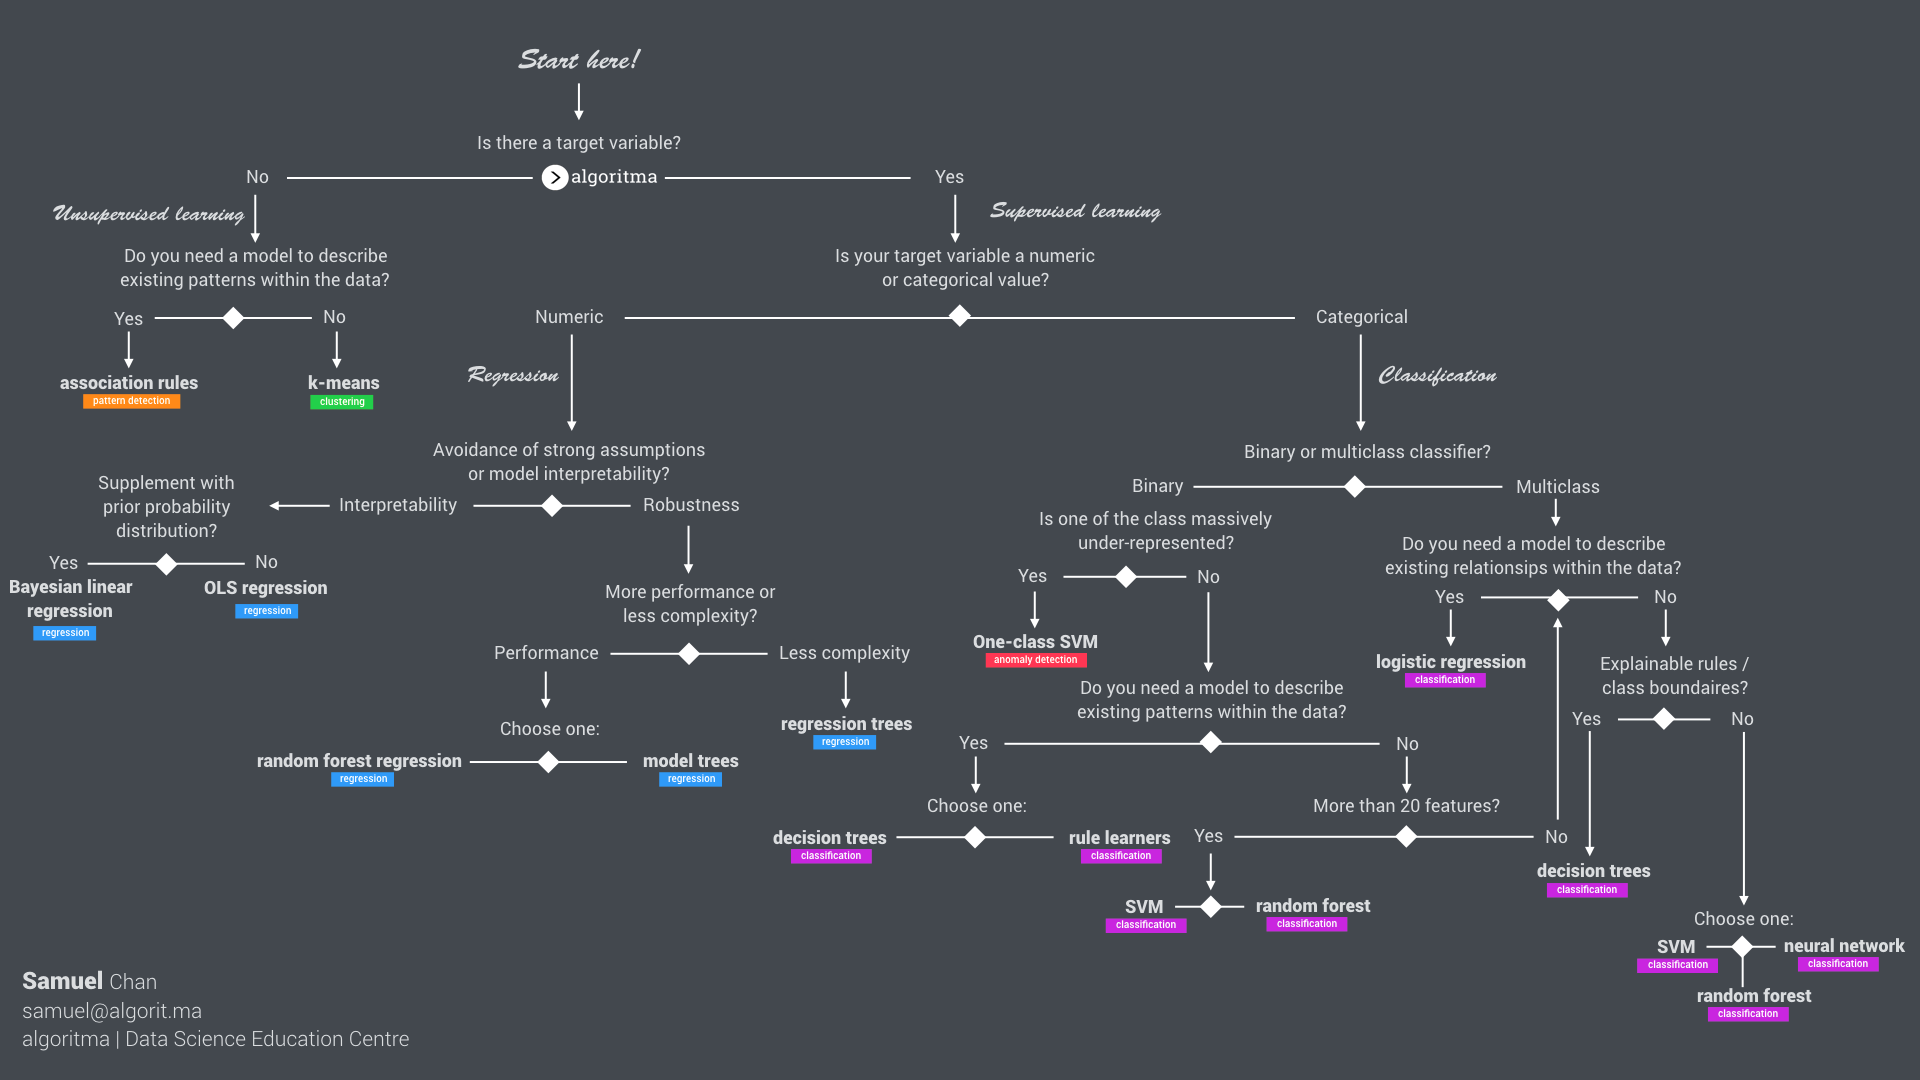 Start here!
Is there a target variable?
No
algoritma
Yes
Unsupervised learning
Supervised learning
Do you need a model to describe
existing patterns within the data?
Is your target variable a numeric
or categorical value?
Yes
No
Numeric
Categorical
association rules
pattern detection
k-means
clustering
Regression
Classification
Avoidance of strong assumptions
or model interpretability?
Interpretability
Robustness
Supplement with
prior probability
distribution?
Yes
No
Bayesian linear
regression
regression
OLS regression
regression
More performance or
less complexity?
Performance
Less complexity
Choose one:
random forest regression
regression
model trees
regression
regression trees
regression
Binary or multiclass classifier?
Binary
Multiclass
Is one of the class massively
under-represented?
Yes
No
One-class SVM
anomaly detection
Do you need a model to describe
existing patterns within the data?
Yes
No
Choose one:
decision trees
classification
rule learners
classification
More than 20 features?
Yes
No
SVM
classification
random forest
classification
Do you need a model to describe
existing relationsips within the data?
Yes
No
logistic regression
classification
Explainable rules /
class boundaires?
Yes
No
decision trees
classification
Choose one:
SVM
classification
neural network
classification
random forest
classification
Samuel Chan
samuel@algorit.ma
algoritma | Data Science Education Centre